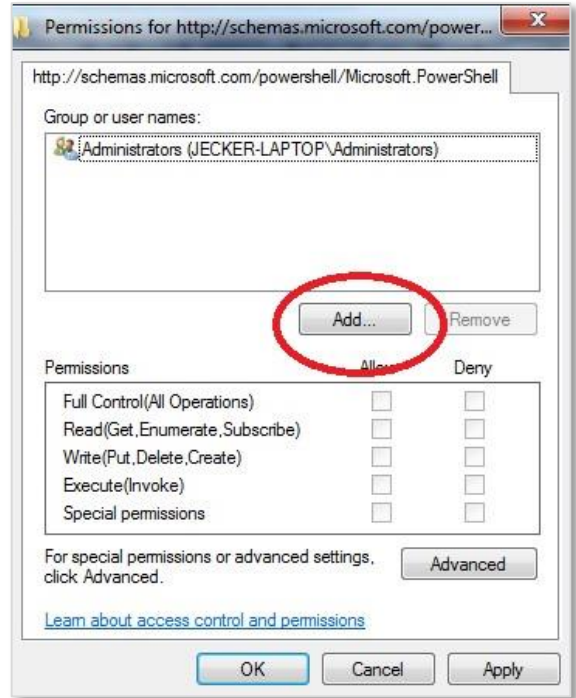 Permissions for http://schemas.microsoft.com/power...
http://schemas.microsoft.com/powershell/Microsoft.PowerShell
Group or user names:
Administrators (JECKER-LAPTOP\Administrators)
Add... Remove
Permissions Allow Deny
Full Control(All Operations)
Read(Get,Enumerate,Subscribe)
Write(Put,Delete,Create)
Execute(Invoke)
Special permissions
For special permissions or advanced settings,
click Advanced.
Advanced
Learn about access control and permissions
OK Cancel Apply